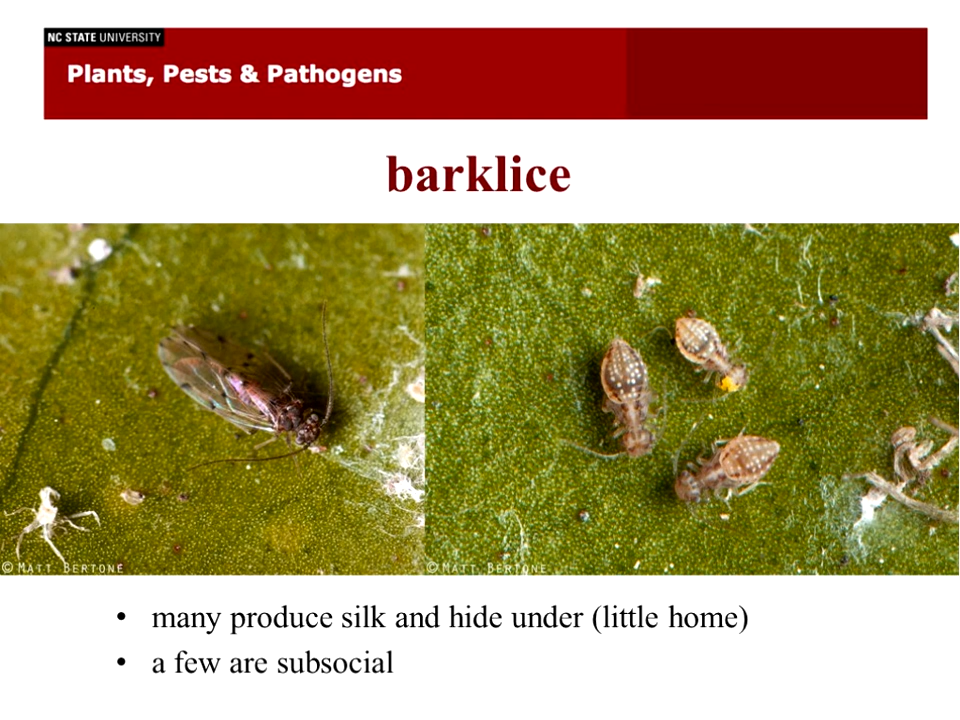 NC STATE UNIVERSITY
Plants, Pests & Pathogens
barklice
© MATT BERTONE
© MATT BERTONE
• many produce silk and hide under (little home)
• a few are subsocial